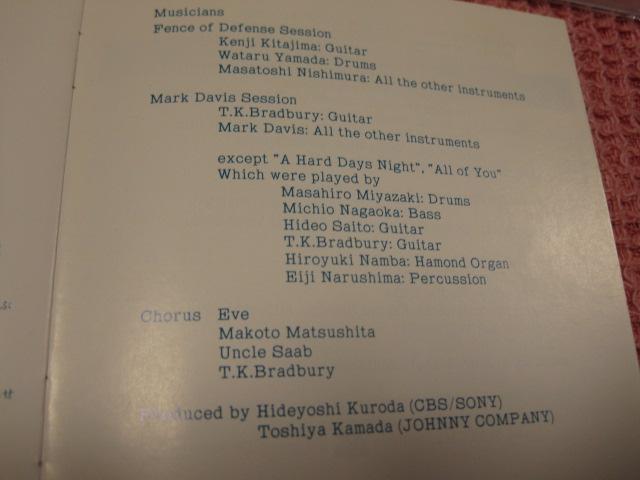 Musicians
Fence of Defense Session
Kenji Kitajima: Guitar
Wataru Yamada: Drums
Masatoshi Nishimura: All the other instruments
Mark Davis Session
T.K.Bradbury: Guitar
Mark Davis: All the other instruments
except "A Hard Days Night", "All of You"
Which were played by
Masahiro Miyazaki: Drums
Michio Nagaoka: Bass
Hideo Saito: Guitar
T.K.Bradbury: Guitar
Hiroyuki Namba: Hamond Organ
Eiji Narushima: Percussion
Chorus Eve
Makoto Matsushita
Uncle Saab
T.K.Bradbury
Produced by Hideyoshi Kuroda (CBS/SONY)
Toshiya Kamada (JOHNNY COMPANY)